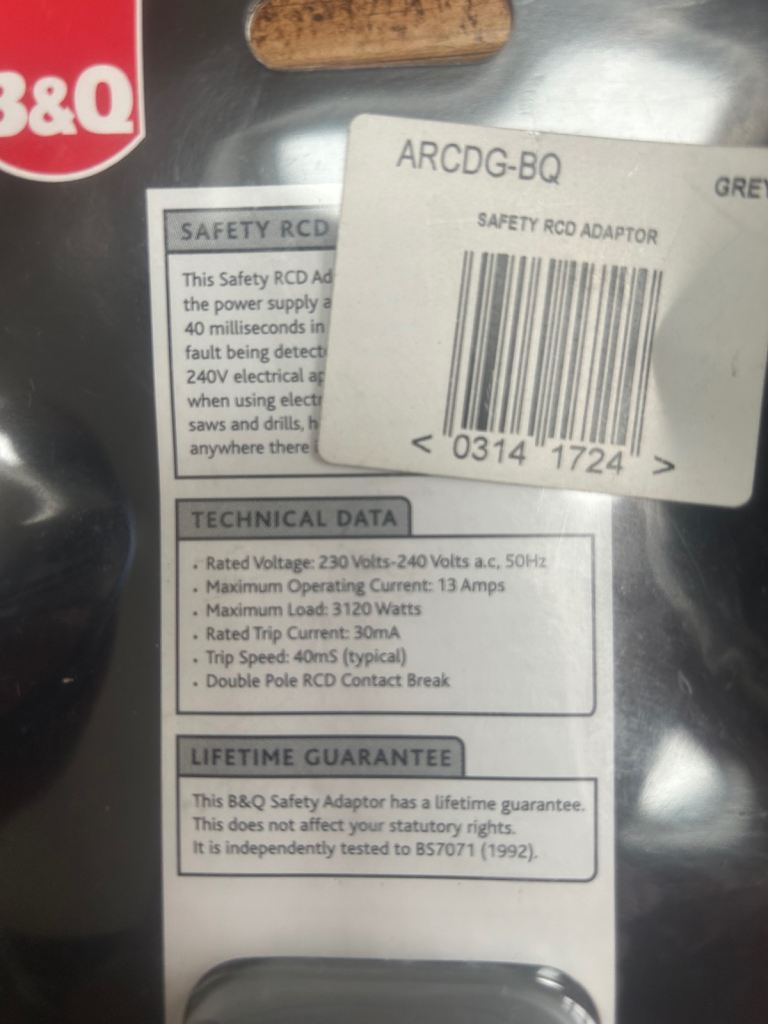 B&Q
ARCDG-BQ
GREY
SAFETY RCD ADAPTOR
< 0314 1724 >
SAFETY RCD
This Safety RCD Ad
the power supply a
40 milliseconds in
fault being detect
240V electrical ap
when using electr
saws and drills, h
anywhere there
TECHNICAL DATA
• Rated Voltage: 230 Volts-240 Volts a.c, 50Hz
• Maximum Operating Current: 13 Amps
• Maximum Load: 3120 Watts
• Rated Trip Current: 30mA
• Trip Speed: 40mS (typical)
• Double Pole RCD Contact Break
LIFETIME GUARANTEE
This B&Q Safety Adaptor has a lifetime guarantee.
This does not affect your statutory rights.
It is independently tested to BS7071 (1992).